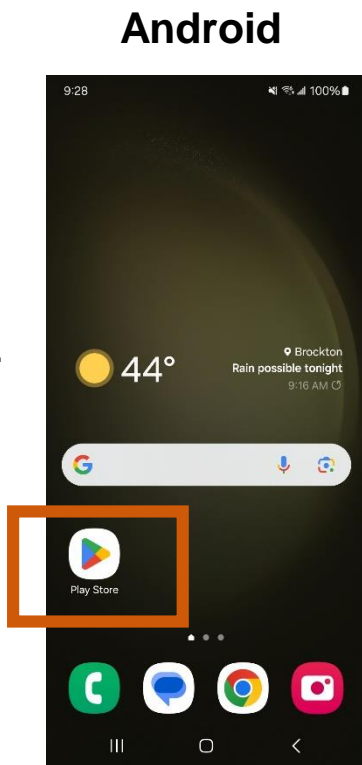 Android
9:28
100%
44°
Brockton
Rain possible tonight
9:16 AM
Play Store